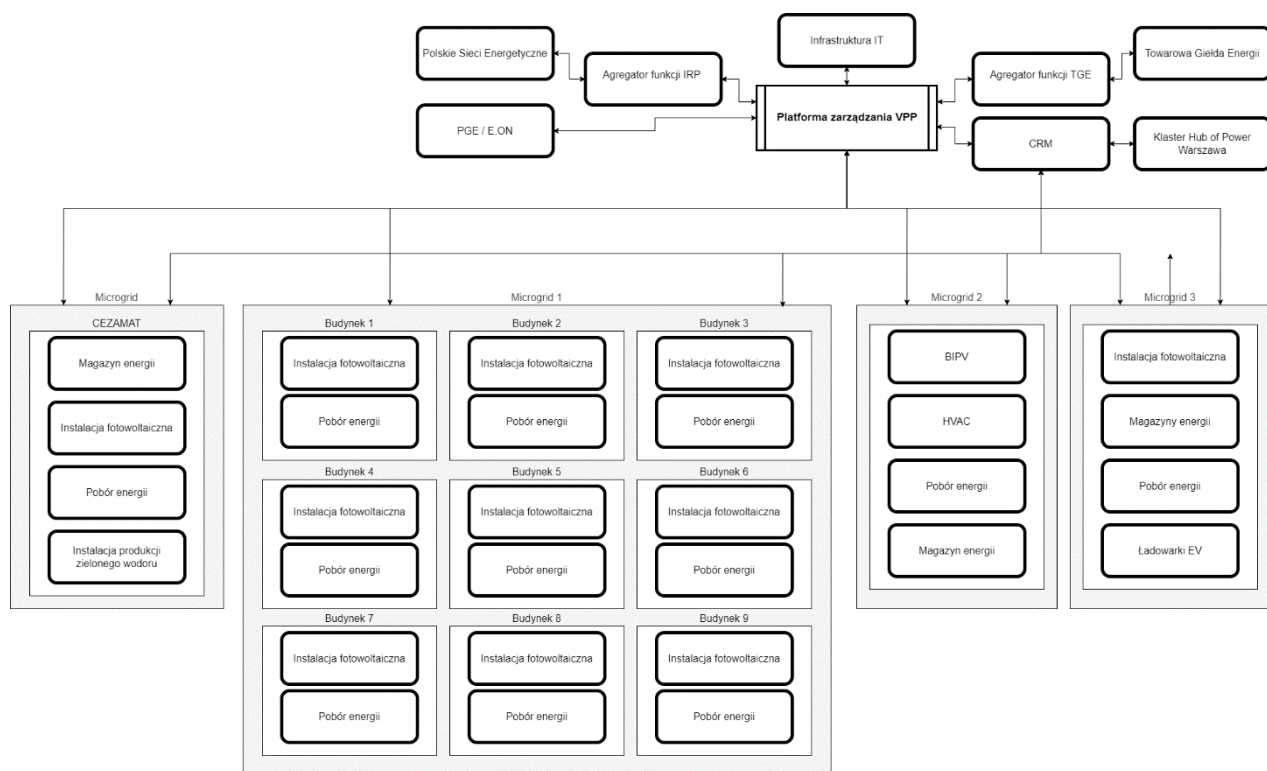 Polskie Sieci Energetyczne
Agregator funkcji IRP
Infrastruktura IT
Agregator funkcji TGE
Towarowa Giełda Energii
PGE / E.ON
Platforma zarządzania VPP
CRM
Klaster Hub of Power
Warszawa
Microgrid
CEZAMAT
Magazyn energii
Instalacja fotowoltaiczna
Pobór energii
Instalacja produkcji
zielonego wodoru
Microgrid 1
Budynek 1
Instalacja fotowoltaiczna
Pobór energii
Budynek 2
Instalacja fotowoltaiczna
Pobór energii
Budynek 3
Instalacja fotowoltaiczna
Pobór energii
Budynek 4
Instalacja fotowoltaiczna
Pobór energii
Budynek 5
Instalacja fotowoltaiczna
Pobór energii
Budynek 6
Instalacja fotowoltaiczna
Pobór energii
Budynek 7
Instalacja fotowoltaiczna
Pobór energii
Budynek 8
Instalacja fotowoltaiczna
Pobór energii
Budynek 9
Instalacja fotowoltaiczna
Pobór energii
Microgrid 2
BIPV
HVAC
Pobór energii
Magazyn energii
Microgrid 3
Instalacja fotowoltaiczna
Magazyny energii
Pobór energii
Ładowarki EV